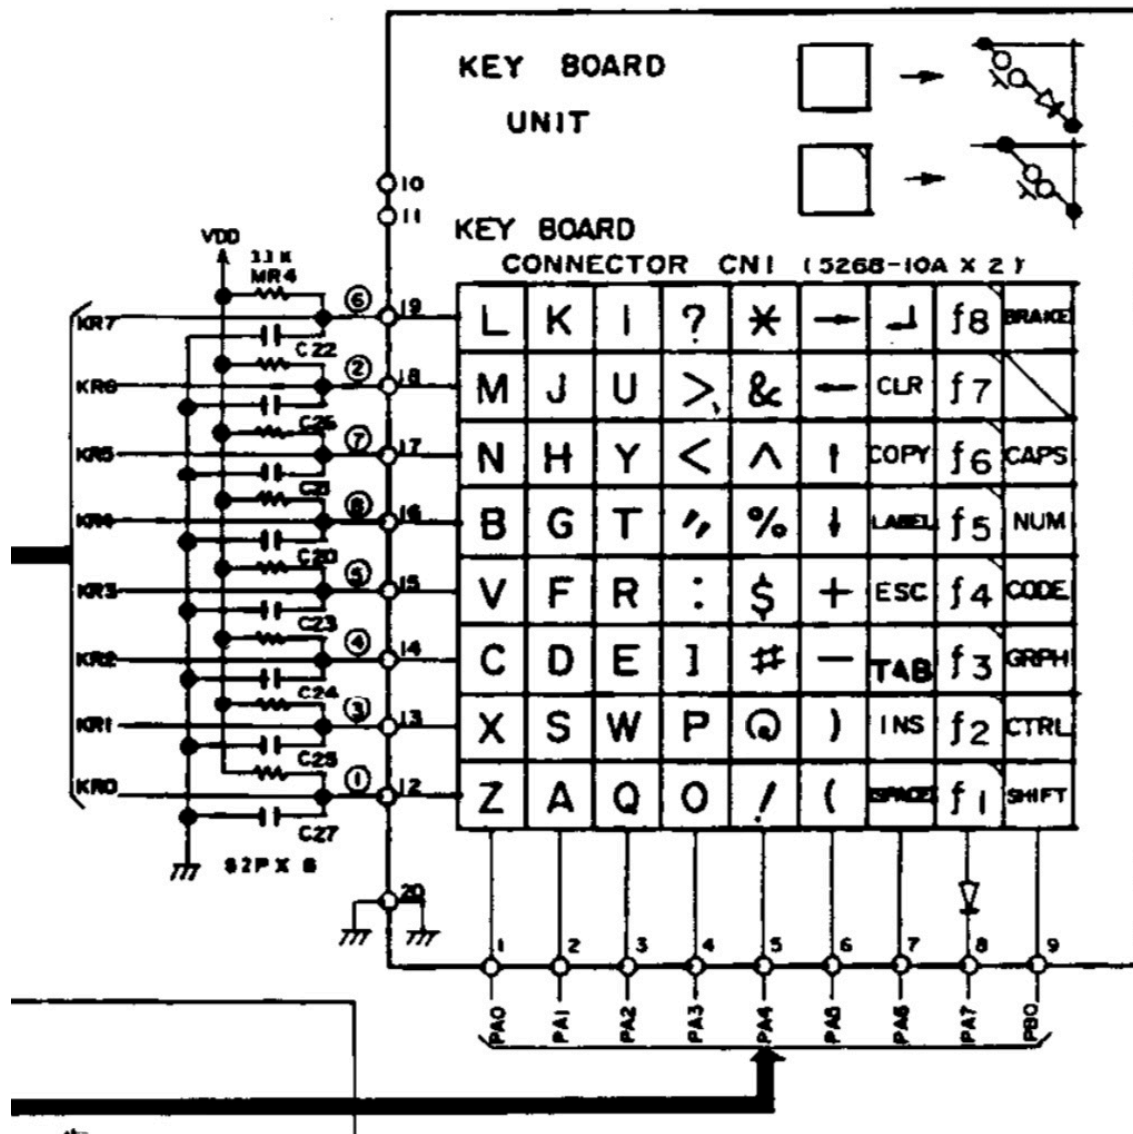 KEY BOARD
UNIT
10
11
KEY BOARD
CONNECTOR CN1 (5268-10A X 2)
VDD
MR4
KR7 ⑥ 19 L K I ? * → ↵ f8 BRAKE
C22
KR6 ② 18 M J U > & ← CLR f7
C26
KR5 ⑦ 17 N H Y < ^ ↑ COPY f6 CAPS
C21
KR4 ⑧ 16 B G T " % ↓ LABEL f5 NUM
C20
KR3 ⑤ 15 V F R : $ + ESC f4 CODE
C23
KR2 ④ 14 C D E ] # − TAB f3 GRPH
C24
KR1 ③ 13 X S W P @ ) INS f2 CTRL
C25
KR0 ① 12 Z A Q O ! ( SPACE f1 SHIFT
C27
82P X 8
20
1 2 3 4 5 6 7 8 9
PA0 PA1 PA2 PA3 PA4 PA5 PA6 PA7 PB0